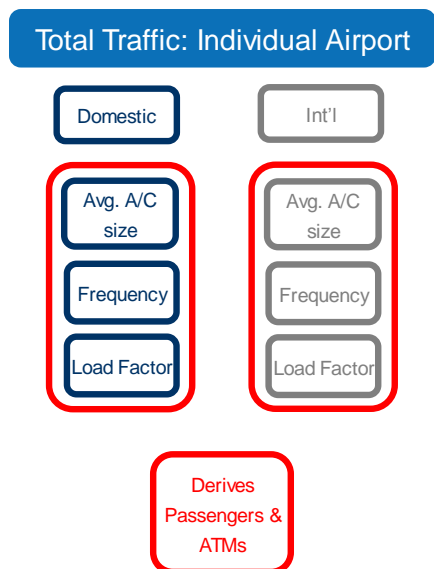 Total Traffic: Individual Airport
Domestic
Int'l
Avg. A/C
size
Avg. A/C
size
Frequency
Frequency
Load Factor
Load Factor
Derives
Passengers &
ATMs